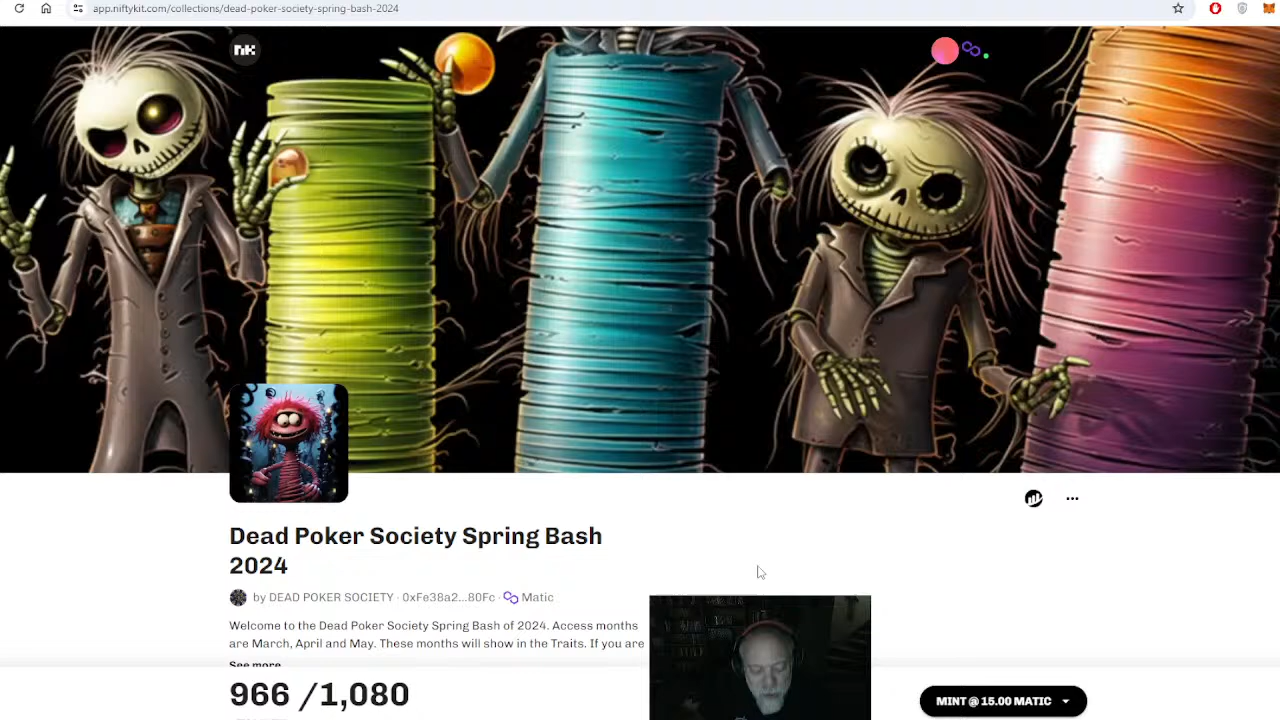 app.niftykit.com/collections/dead-poker-society-spring-bash-2024
nK
Dead Poker Society Spring Bash
2024
by DEAD POKER SOCIETY · 0xFe38a2...80Fc · Matic
Welcome to the Dead Poker Society Spring Bash of 2024. Access months
are March, April and May. These months will show in the Traits. If you are
See more
966 /1,080
MINT @ 15.00 MATIC